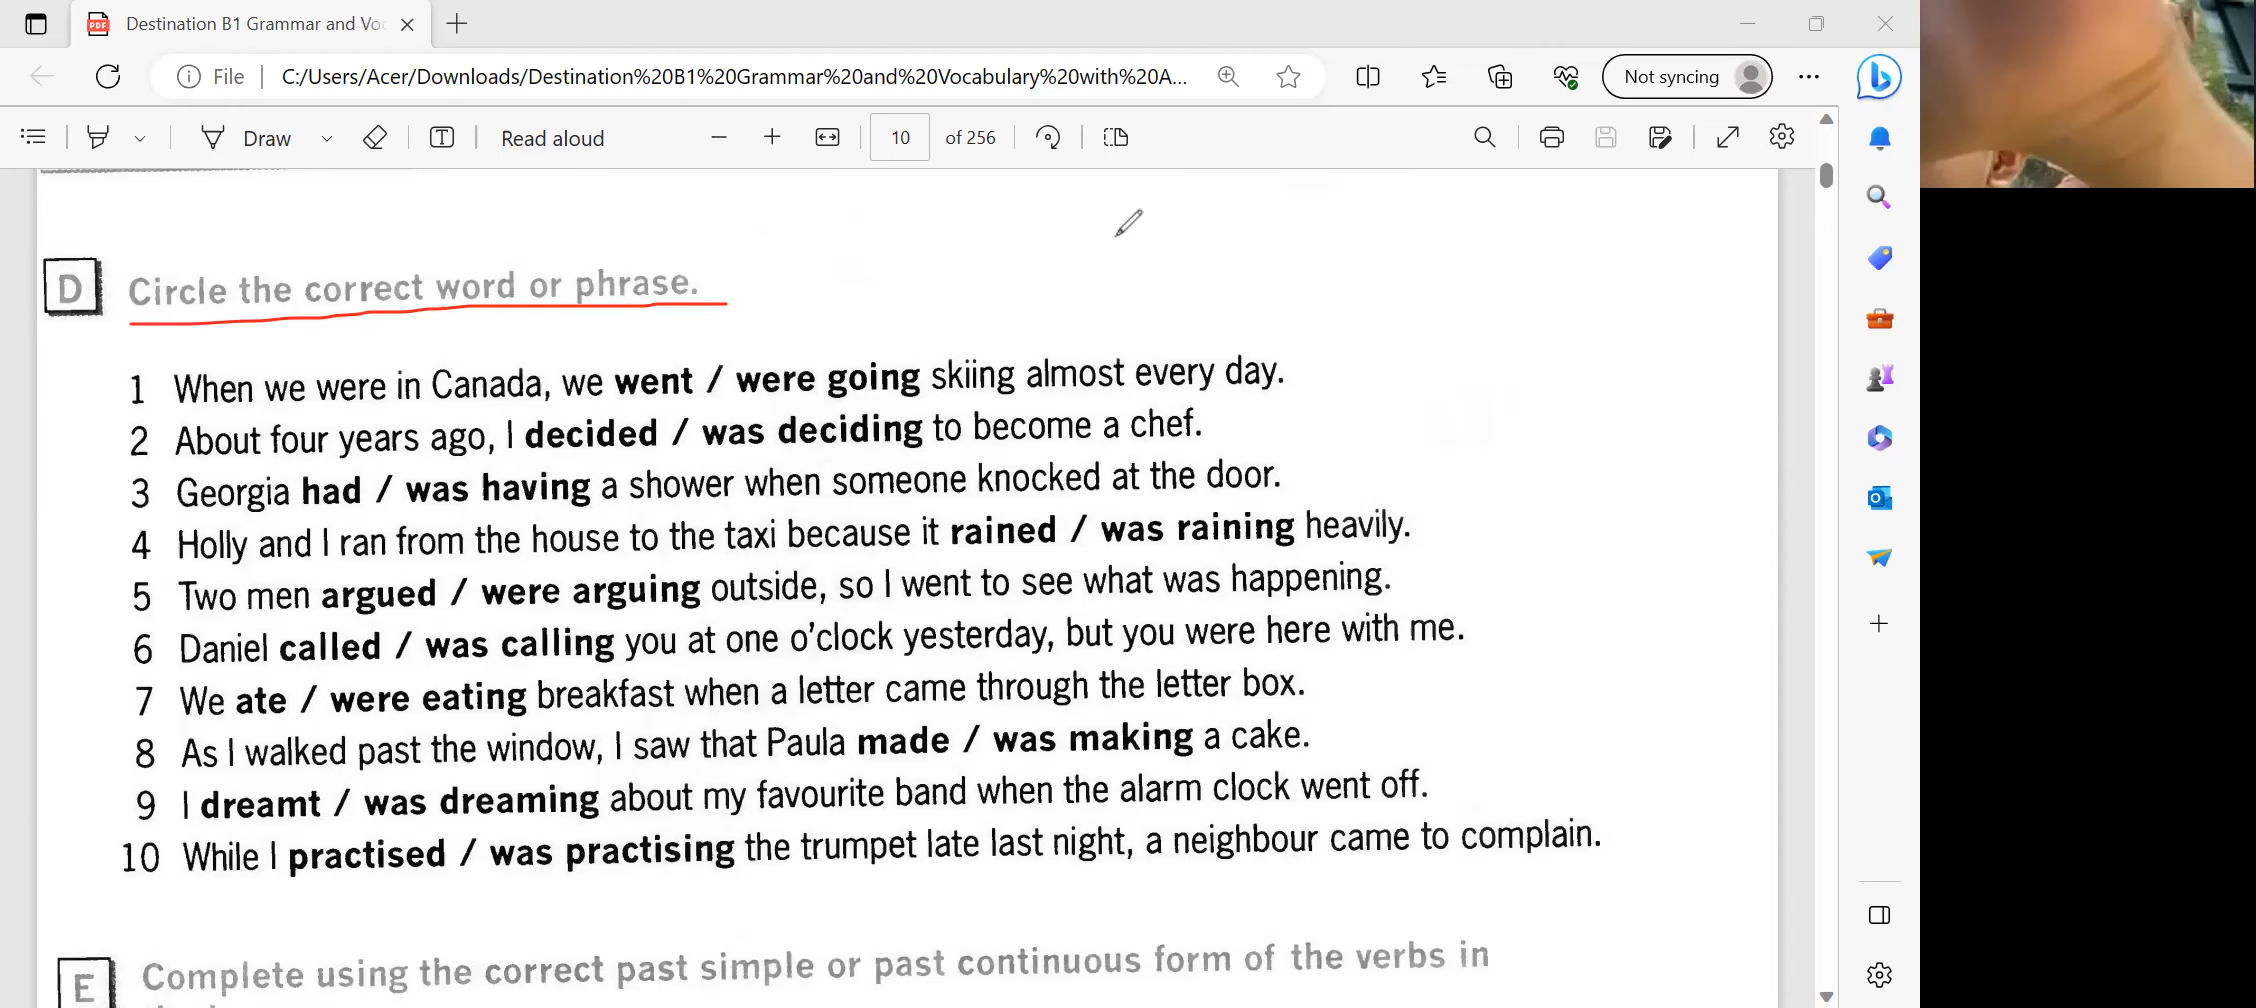 Destination B1 Grammar and Voc
File
C:/Users/Acer/Downloads/Destination%20B1%20Grammar%20and%20Vocabulary%20with%20A...
Not syncing
Draw
Read aloud
10 of 256
D Circle the correct word or phrase.
1 When we were in Canada, we went / were going skiing almost every day.
2 About four years ago, I decided / was deciding to become a chef.
3 Georgia had / was having a shower when someone knocked at the door.
4 Holly and I ran from the house to the taxi because it rained / was raining heavily.
5 Two men argued / were arguing outside, so I went to see what was happening.
6 Daniel called / was calling you at one o'clock yesterday, but you were here with me.
7 We ate / were eating breakfast when a letter came through the letter box.
8 As I walked past the window, I saw that Paula made / was making a cake.
9 I dreamt / was dreaming about my favourite band when the alarm clock went off.
10 While I practised / was practising the trumpet late last night, a neighbour came to complain.
E Complete using the correct past simple or past continuous form of the verbs in